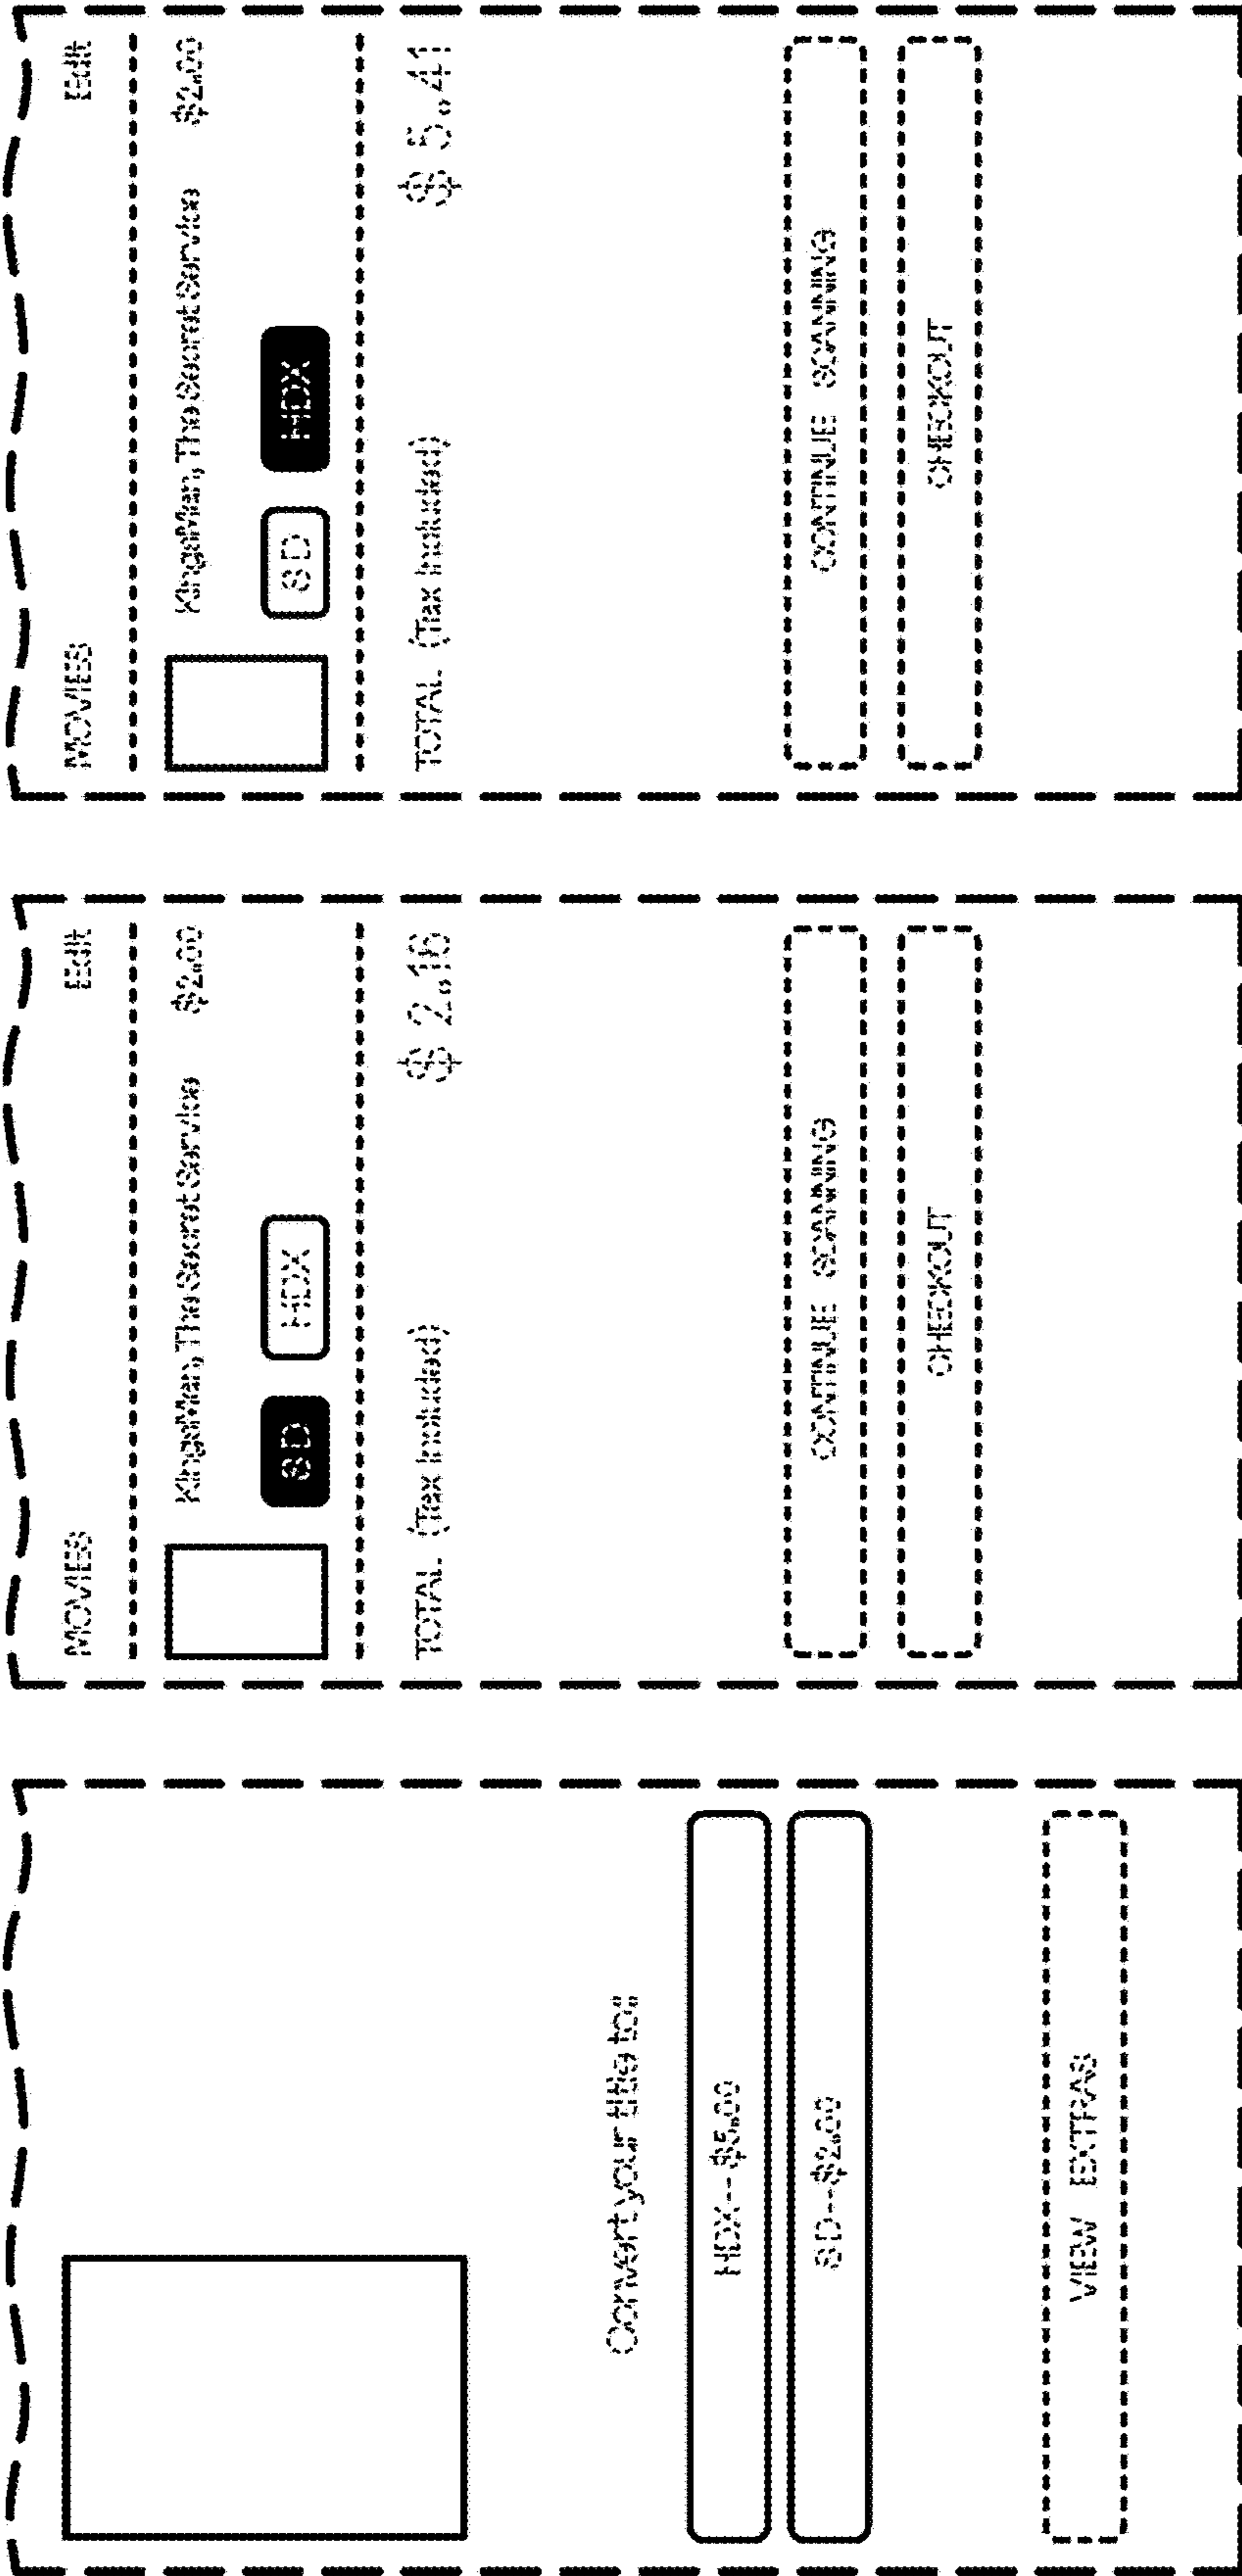 Convert your title to:
HDX--$5.00
SD--$2.00
VIEW EXTRAS
MOVIES Edit
KingsMan, The Secret Service $2.00
SD HDX
TOTAL (Tax Included) $ 2.16
CONTINUE SCANNING
CHECKOUT
MOVIES Edit
KingsMan, The Secret Service $2.00
SD HDX
TOTAL (Tax Included) $ 5.41
CONTINUE SCANNING
CHECKOUT